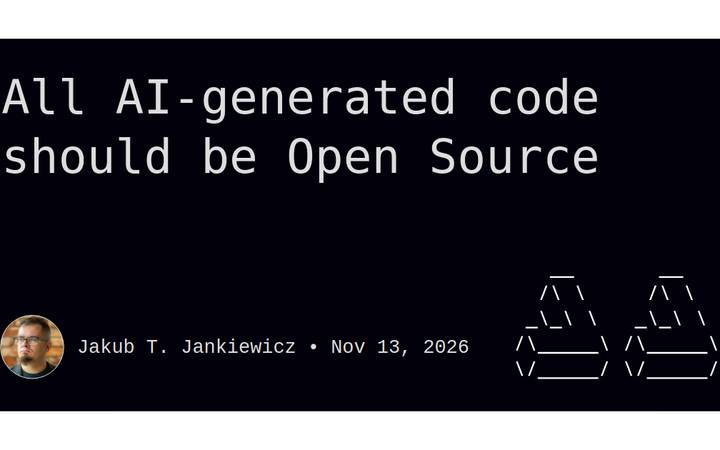 All AI-generated code
should be Open Source
Jakub T. Jankiewicz • Nov 13, 2026